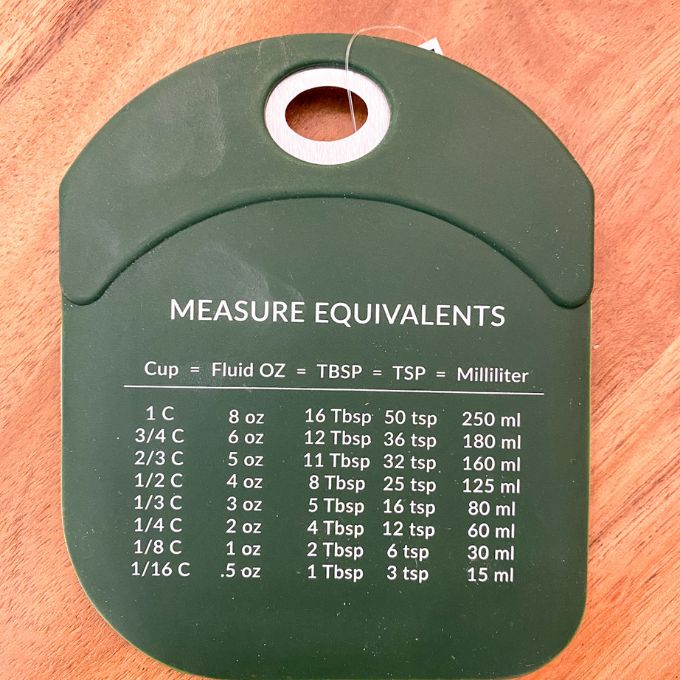 MEASURE EQUIVALENTS
Cup = Fluid OZ = TBSP = TSP = Milliliter
1 C 8 oz 16 Tbsp 50 tsp 250 ml
3/4 C 6 oz 12 Tbsp 36 tsp 180 ml
2/3 C 5 oz 11 Tbsp 32 tsp 160 ml
1/2 C 4 oz 8 Tbsp 25 tsp 125 ml
1/3 C 3 oz 5 Tbsp 16 tsp 80 ml
1/4 C 2 oz 4 Tbsp 12 tsp 60 ml
1/8 C 1 oz 2 Tbsp 6 tsp 30 ml
1/16 C .5 oz 1 Tbsp 3 tsp 15 ml